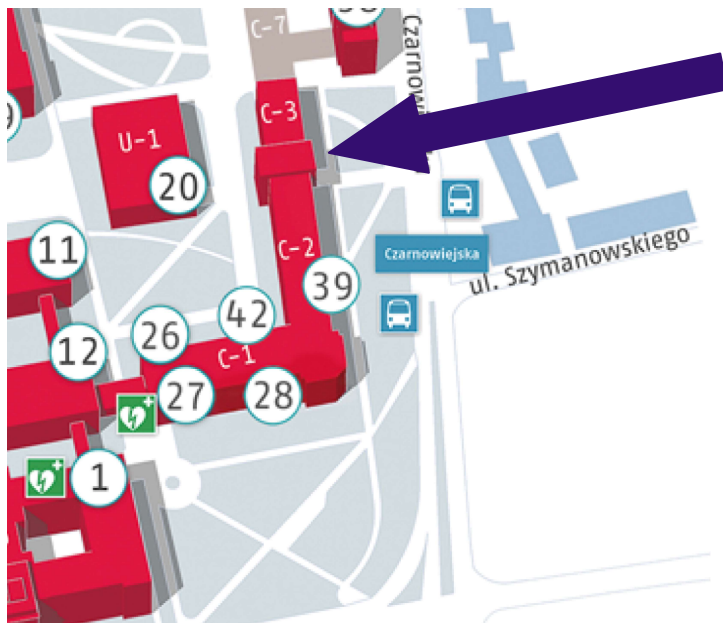 C-7
C-3
U-1
20
C-2
Czarnowiejska
ul. Szymanowskiego
11
39
42
26
12
C-1
27
28
1